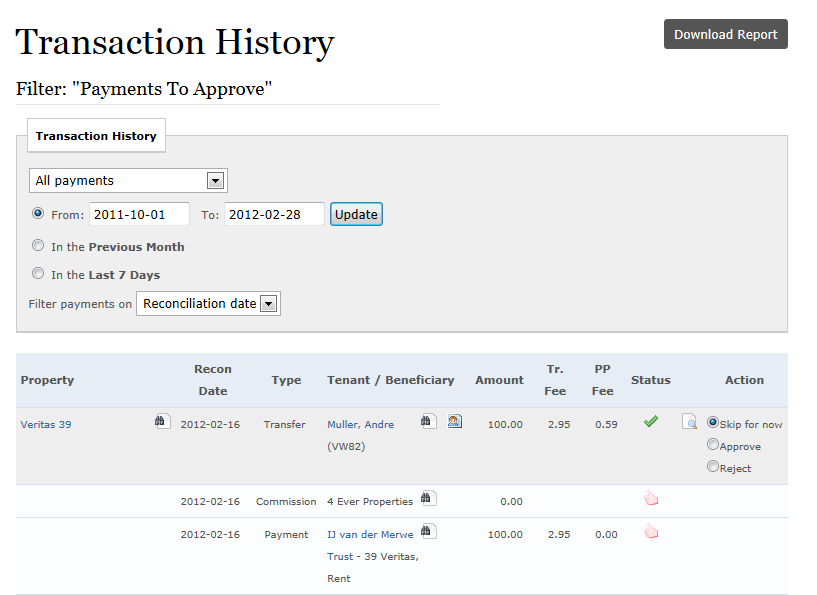 Transaction History
Download Report
Filter: "Payments To Approve"
Transaction History
All payments
From: 2011-10-01 To: 2012-02-28 Update
In the Previous Month
In the Last 7 Days
Filter payments on Reconciliation date
Property Recon Date Type Tenant / Beneficiary Amount Tr. Fee PP Fee Status Action
Veritas 39 2012-02-16 Transfer Muller, Andre 100.00 2.95 0.59 Skip for now
(VW82) Approve
Reject
2012-02-16 Commission 4 Ever Properties 0.00
2012-02-16 Payment IJ van der Merwe 100.00 2.95 0.00
Trust - 39 Veritas,
Rent